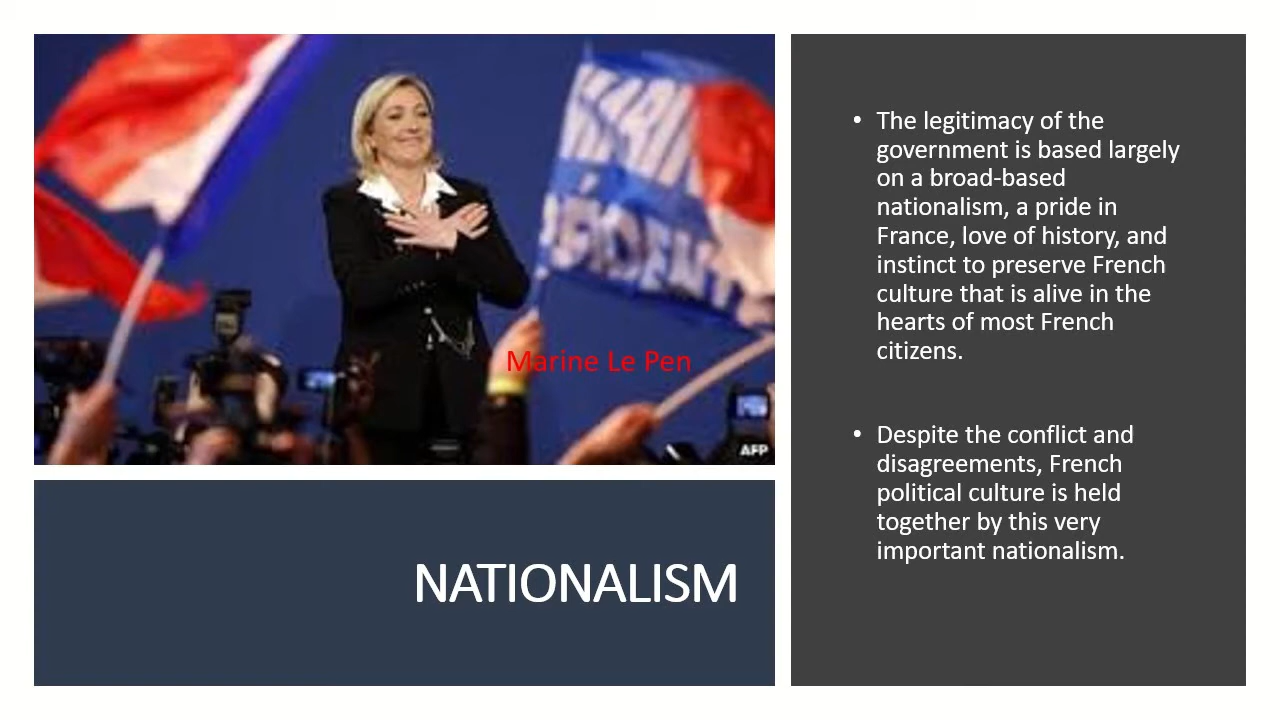 MARINE
PRÉSIDENTE
Marine Le Pen
AFP
NATIONALISM
• The legitimacy of the
government is based largely
on a broad-based
nationalism, a pride in
France, love of history, and
instinct to preserve French
culture that is alive in the
hearts of most French
citizens.
• Despite the conflict and
disagreements, French
political culture is held
together by this very
important nationalism.